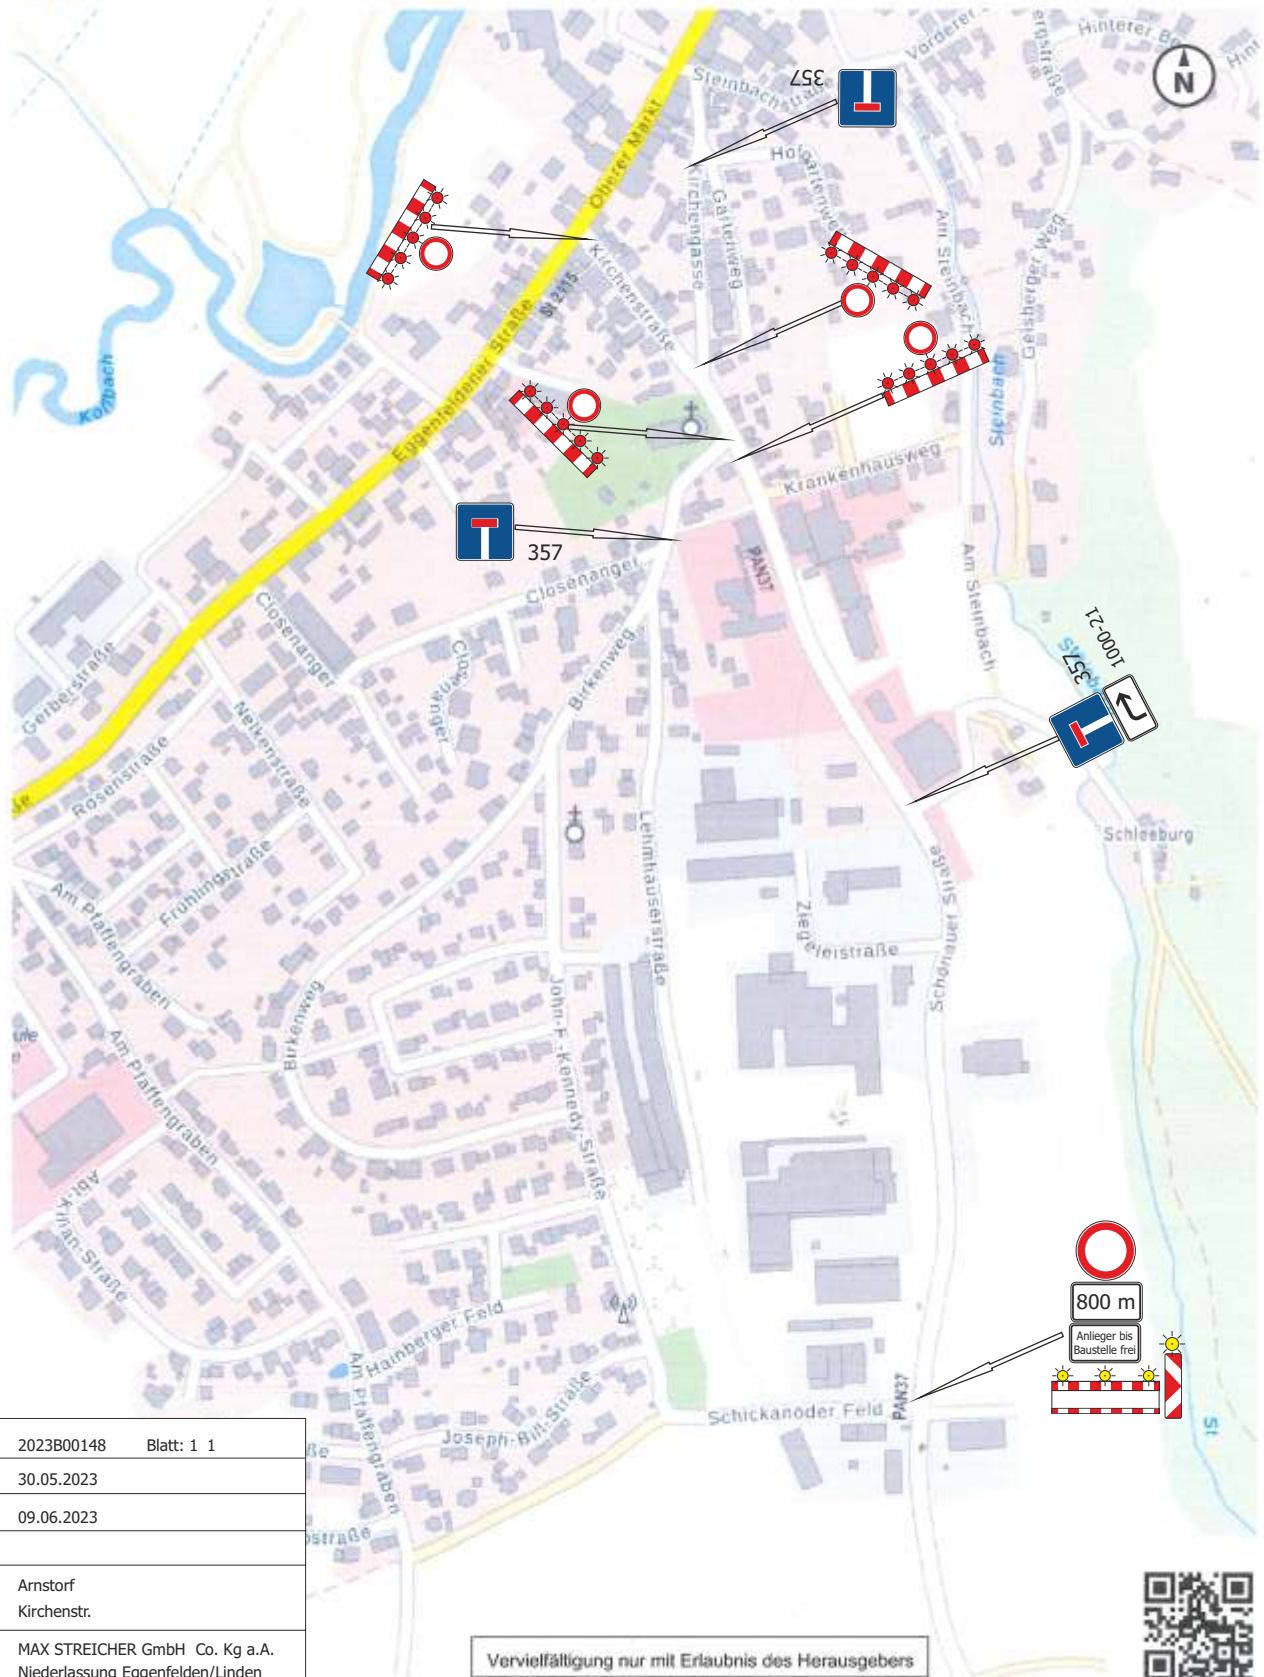 Vorderer
Hinterer
Steinbachstraße
357
N
Oberer Markt
Hofgartenweg
Kirchengasse
Gartenweg
Am Steinbach
Geisberger Weg
Kirchenstraße
St 2115
Kollbach
Eggenfeldener Straße
Steinbach
Krankenhausweg
357
PAN37
Closenanger
Closenanger
Am Steinbach
1000-21
357
Birkenweg
Gerberstraße
Nelkenstraße
Rosenstraße
Schleeburg
Lehmhauserstraße
Frühlingstraße
Am Pfaffengraben
Ziegeleistraße
Schönauer Straße
Birkenweg
John-F.-Kennedy-Straße
Am Pfaffengraben
800 m
Anlieger bis
Baustelle frei
Hainberger Feld
Am Pfaffengraben
Schickanöder Feld
PAN37
Joseph-Bill-Straße
St
2023B00148 Blatt: 1 1
30.05.2023
09.06.2023
Arnstorf
Kirchenstr.
MAX STREICHER GmbH Co. Kg a.A.
Niederlassung Eggenfelden/Linden
Vervielfältigung nur mit Erlaubnis des Herausgebers